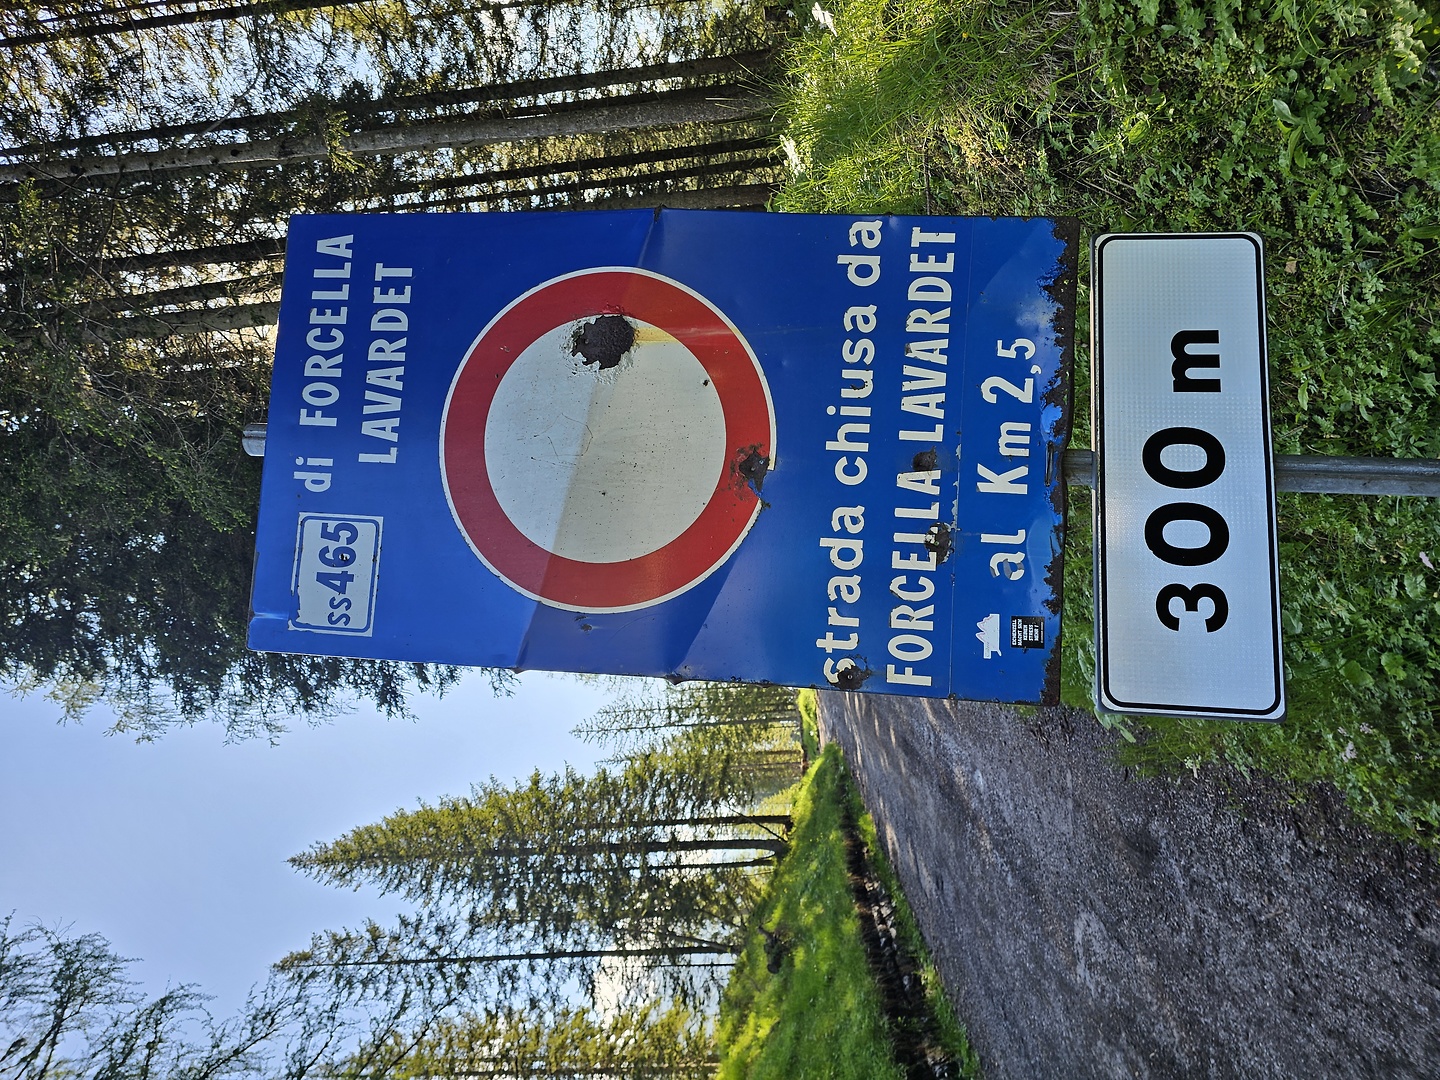 SS465 di FORCELLA
LAVARDET
strada chiusa da
FORCELLA LAVARDET
al Km 2,5
300 m